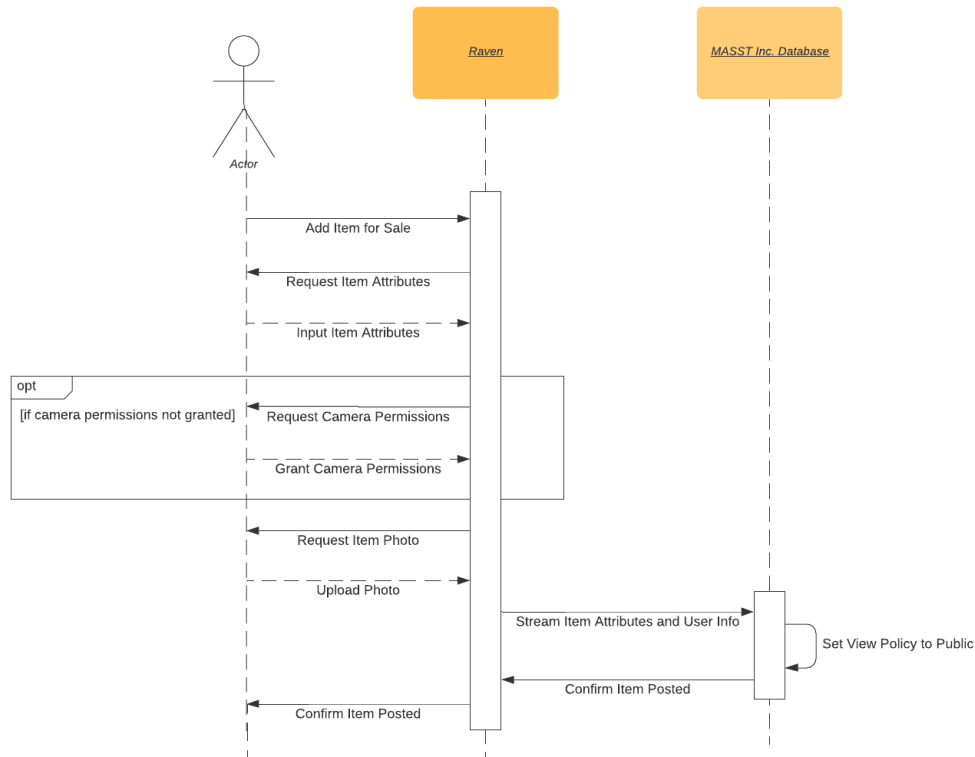 Raven
MASST Inc. Database
Actor
Add Item for Sale
Request Item Attributes
Input Item Attributes
opt
[if camera permissions not granted]
Request Camera Permissions
Grant Camera Permissions
Request Item Photo
Upload Photo
Stream Item Attributes and User Info
Set View Policy to Public
Confirm Item Posted
Confirm Item Posted